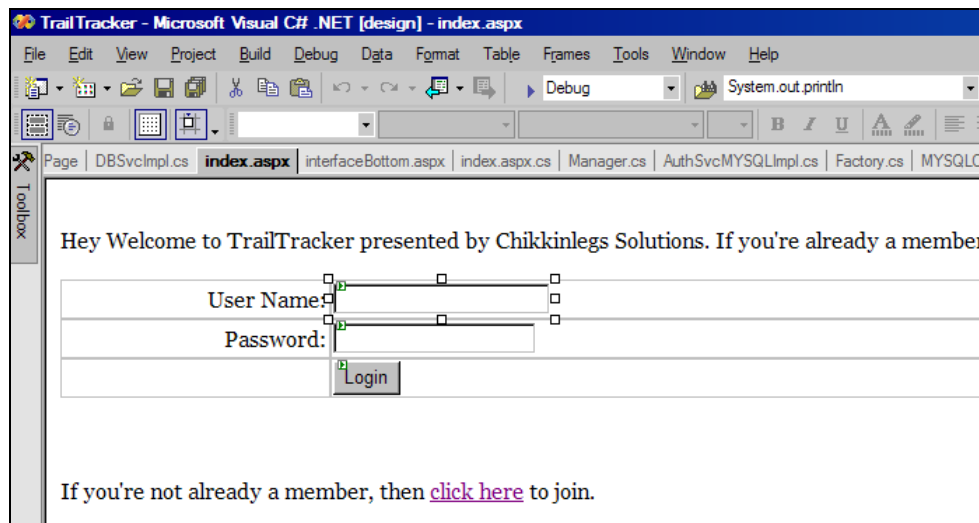 TrailTracker - Microsoft Visual C# .NET [design] - index.aspx
File Edit View Project Build Debug Data Format Table Frames Tools Window Help
Debug System.out.println
B I U A
Page DBSvcImpl.cs index.aspx interfaceBottom.aspx index.aspx.cs Manager.cs AuthSvcMYSQLImpl.cs Factory.cs MYSQLC
Toolbox
Hey Welcome to TrailTracker presented by Chikkinlegs Solutions. If you're already a member
User Name:
Password:
Login
If you're not already a member, then click here to join.